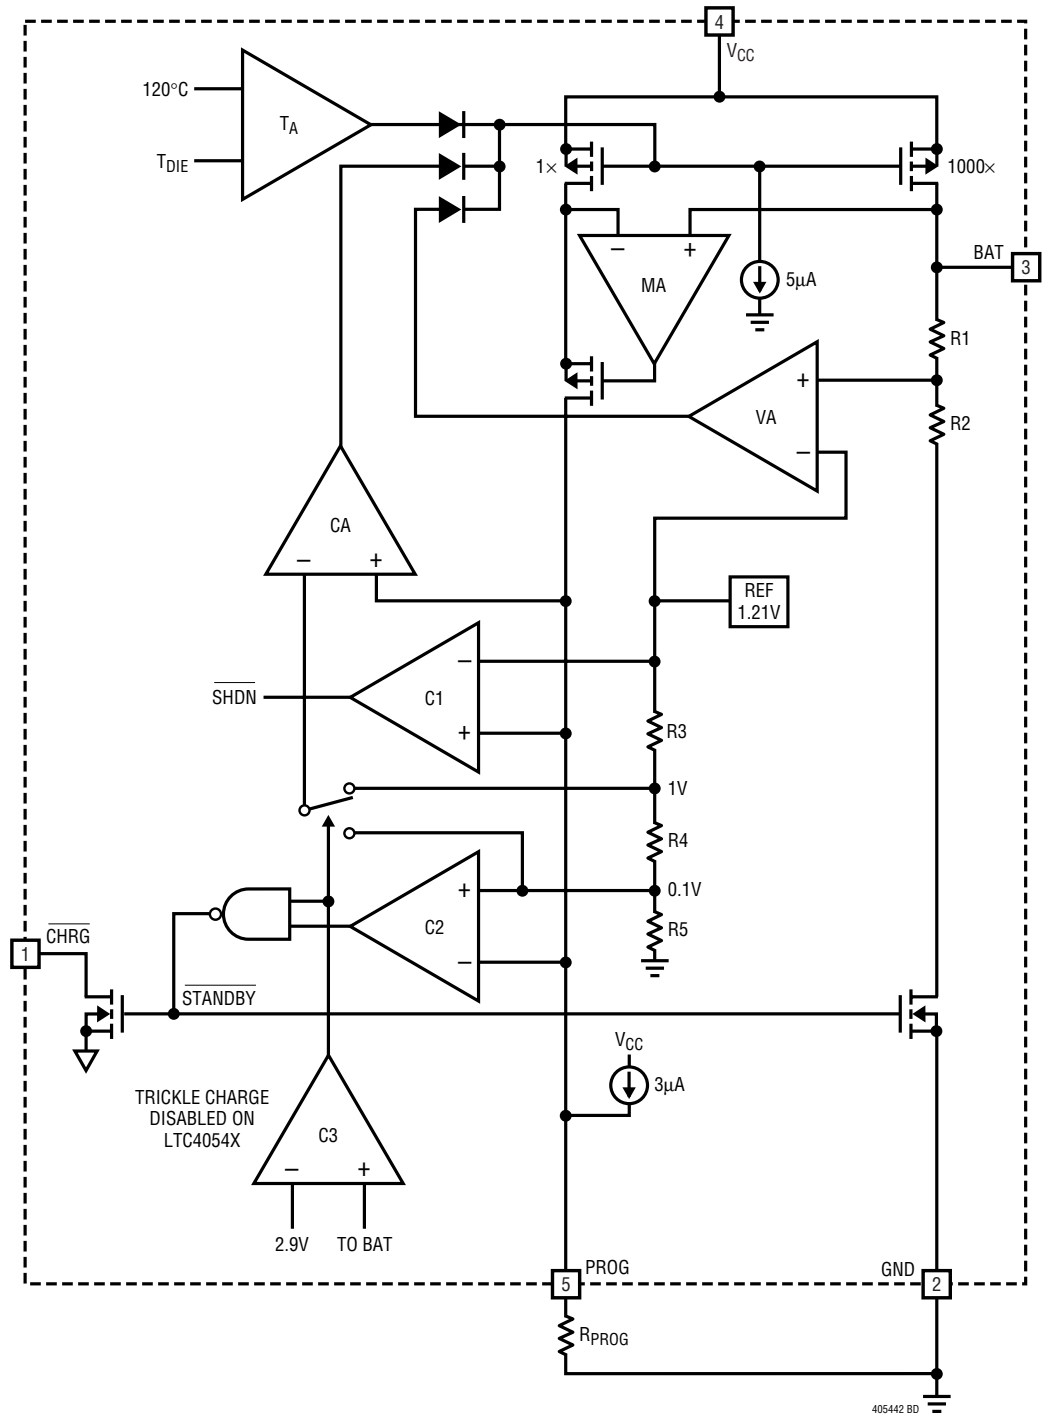 4
VCC
120°C
TA
TDIE
1×
1000×
– +
MA
5µA
BAT
3
R1
+
VA
R2
–
CA
– +
REF
1.21V
–
SHDN
C1
+
R3
1V
R4
+
0.1V
C2
R5
–
CHRG
1
STANDBY
VCC
3µA
TRICKLE CHARGE
DISABLED ON
LTC4054X
C3
– +
2.9V
TO BAT
PROG
5
GND
2
RPROG
405442 BD